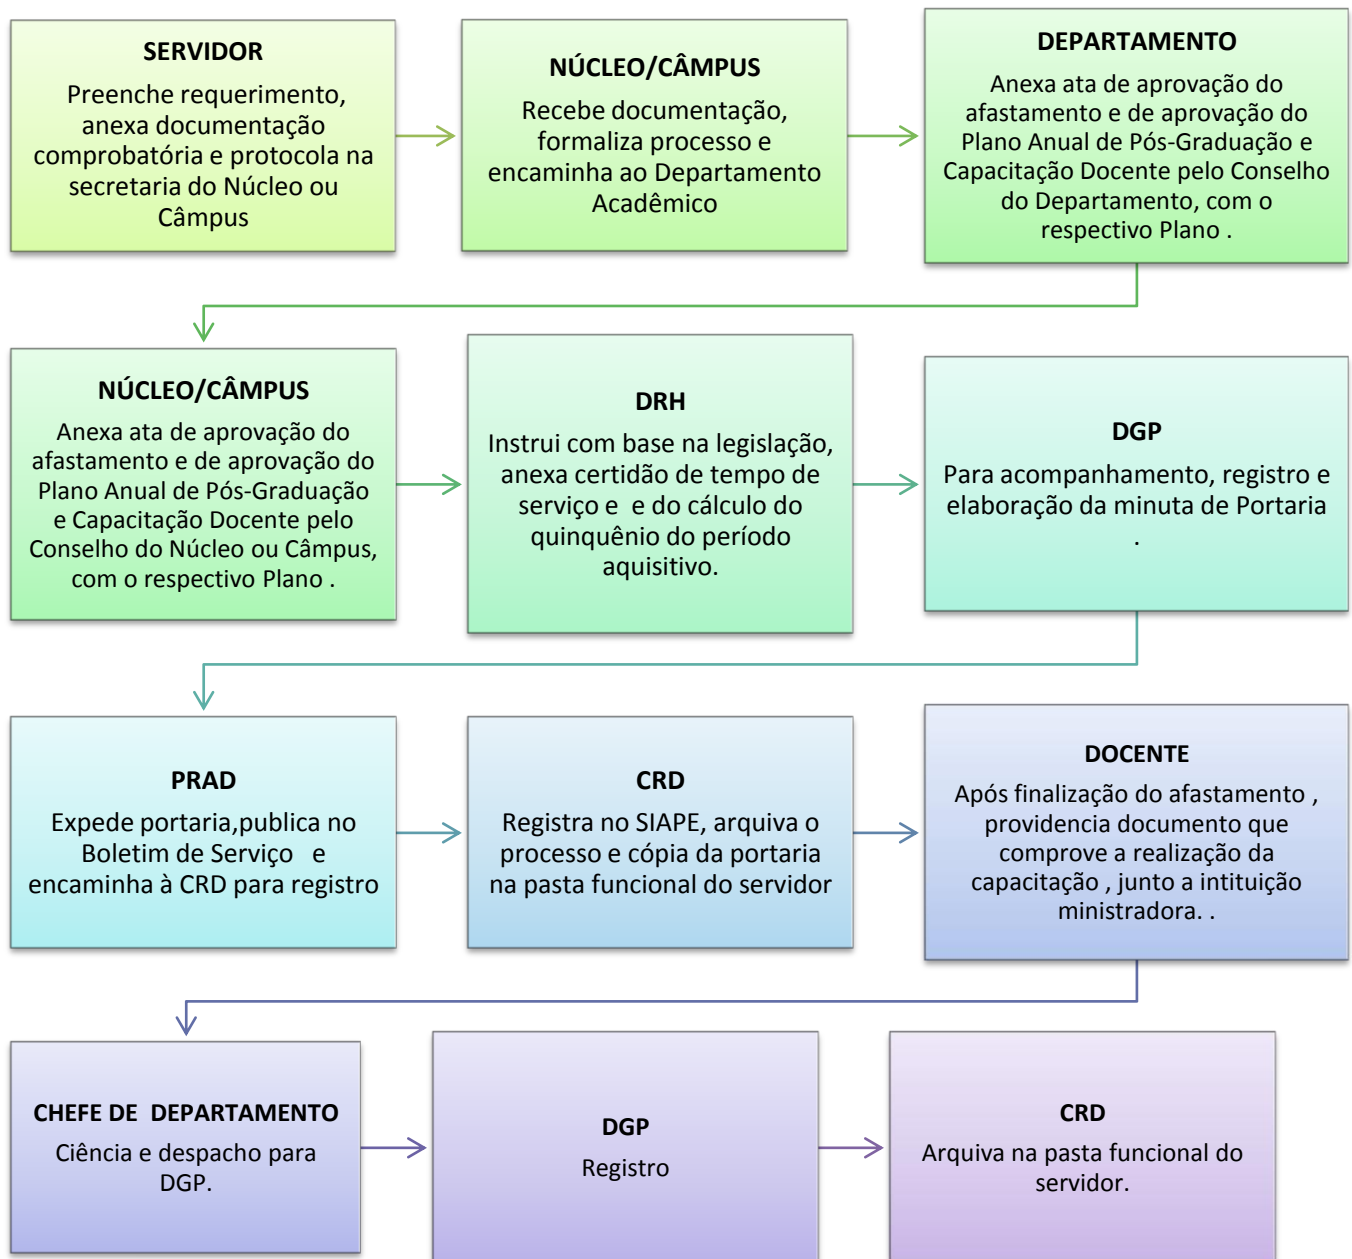 SERVIDOR
Preenche requerimento,
anexa documentação
comprobatória e protocola na
secretaria do Núcleo ou
Câmpus
NÚCLEO/CÂMPUS
Recebe documentação,
formaliza processo e
encaminha ao Departamento
Acadêmico
DEPARTAMENTO
Anexa ata de aprovação do
afastamento e de aprovação do
Plano Anual de Pós-Graduação e
Capacitação Docente pelo Conselho
do Departamento, com o
respectivo Plano .
NÚCLEO/CÂMPUS
Anexa ata de aprovação do
afastamento e de aprovação do
Plano Anual de Pós-Graduação
e Capacitação Docente pelo
Conselho do Núcleo ou Câmpus,
com o respectivo Plano .
DRH
Instrui com base na legislação,
anexa certidão de tempo de
serviço e  e do cálculo do
quinquênio do período
aquisitivo.
DGP
Para acompanhamento, registro e
elaboração da minuta de Portaria
.
PRAD
Expede portaria,publica no
Boletim de Serviço   e
encaminha à CRD para registro
CRD
Registra no SIAPE, arquiva o
processo e cópia da portaria
na pasta funcional do servidor
DOCENTE
Após finalização do afastamento ,
providencia documento que
comprove a realização da
capacitação , junto a intituição
ministradora. .
CHEFE DE  DEPARTAMENTO
Ciência e despacho para
DGP.
DGP
Registro
CRD
Arquiva na pasta funcional do
servidor.